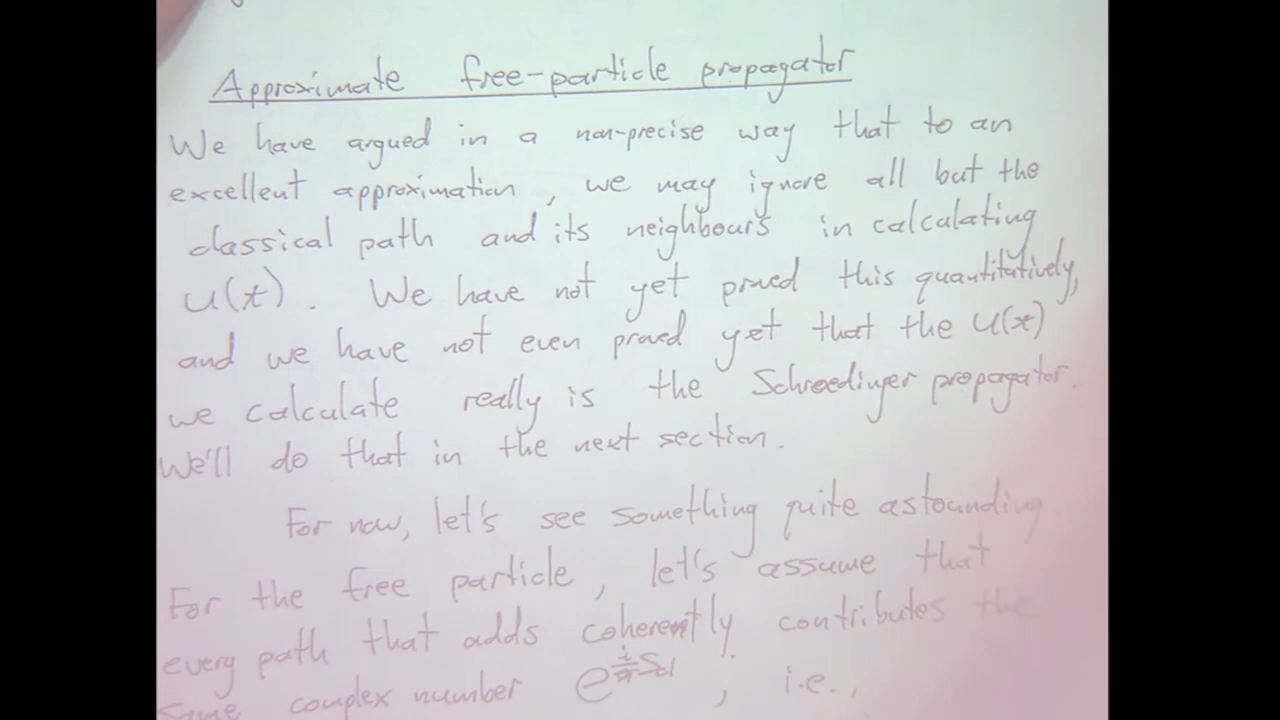 Approximate free-particle propagator
We have argued in a non-precise way that to an
excellent approximation, we may ignore all but the
classical path and its neighbours in calculating
U(t). We have not yet proved this quantitatively,
and we have not even proved yet that the U(t)
we calculate really is the Schroedinger propagator.
We'll do that in the next section.
For now, let's see something quite astounding
For the free particle, let's assume that
every path that adds coherently contributes the
same complex number e^{\frac{i}{ħ}S_{cl}}, i.e.,